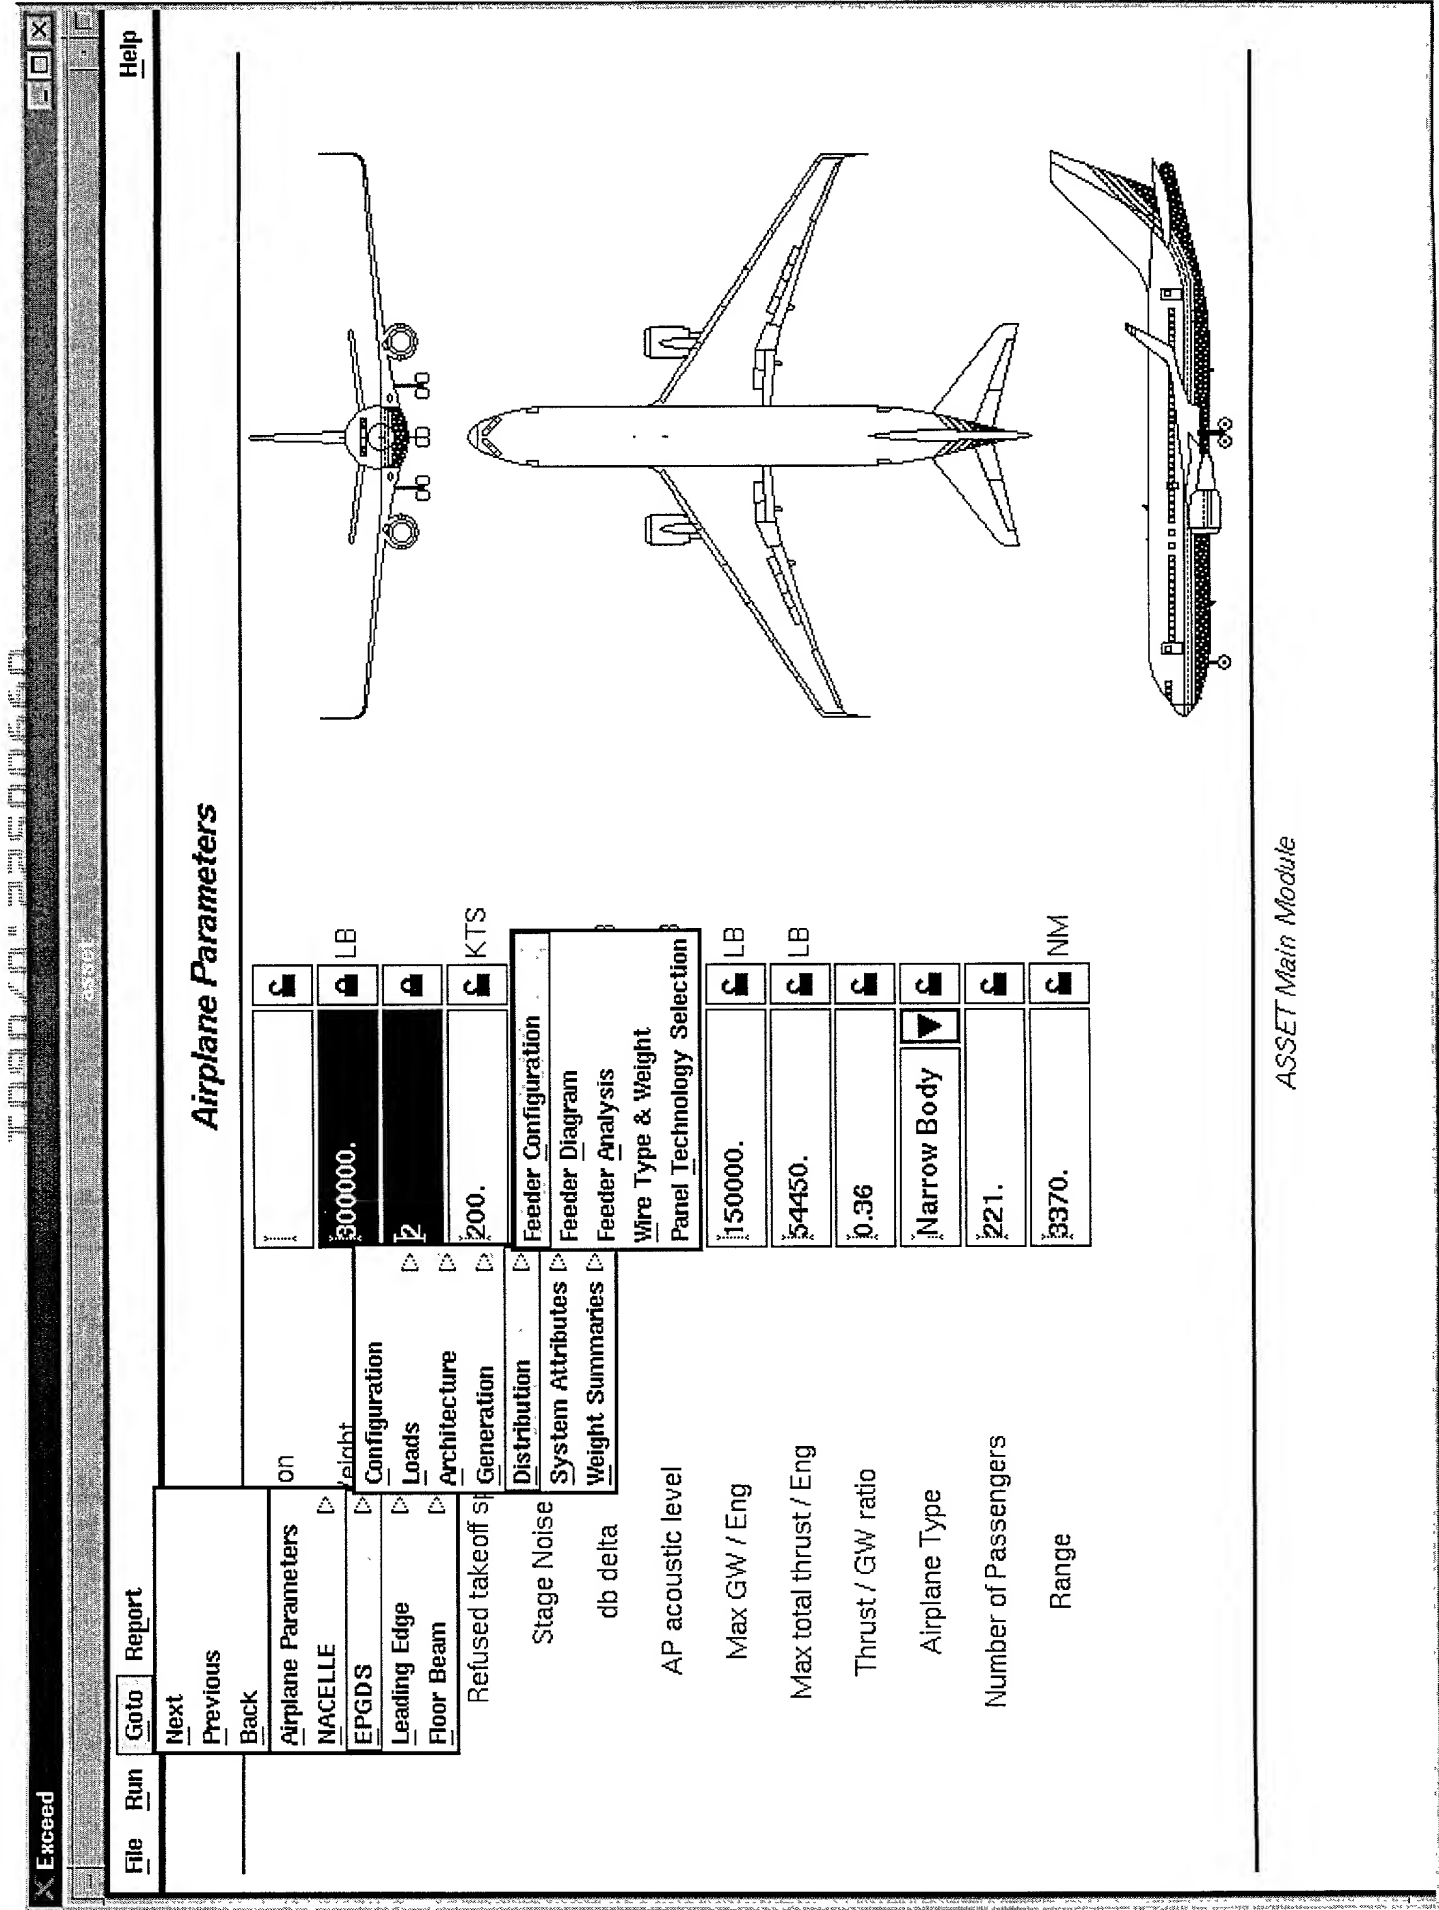 Exceed
asset
File Run Goto Report Help
Next
Previous
Back
Airplane Parameters
NACELLE
EPGDS
Leading Edge
Floor Beam
Configuration
Loads
Architecture
Generation
Distribution
System Attributes
Weight Summaries
Feeder Configuration
Feeder Diagram
Feeder Analysis
Wire Type & Weight
Panel Technology Selection
Airplane Parameters
on
eight 300000. LB
2
Refused takeoff sp 200. KTS
Stage Noise
db delta
AP acoustic level
Max GW / Eng 150000. LB
Max total thrust / Eng 54450. LB
Thrust / GW ratio 0.36
Airplane Type Narrow Body
Number of Passengers 221.
Range 3370. NM
ASSET Main Module